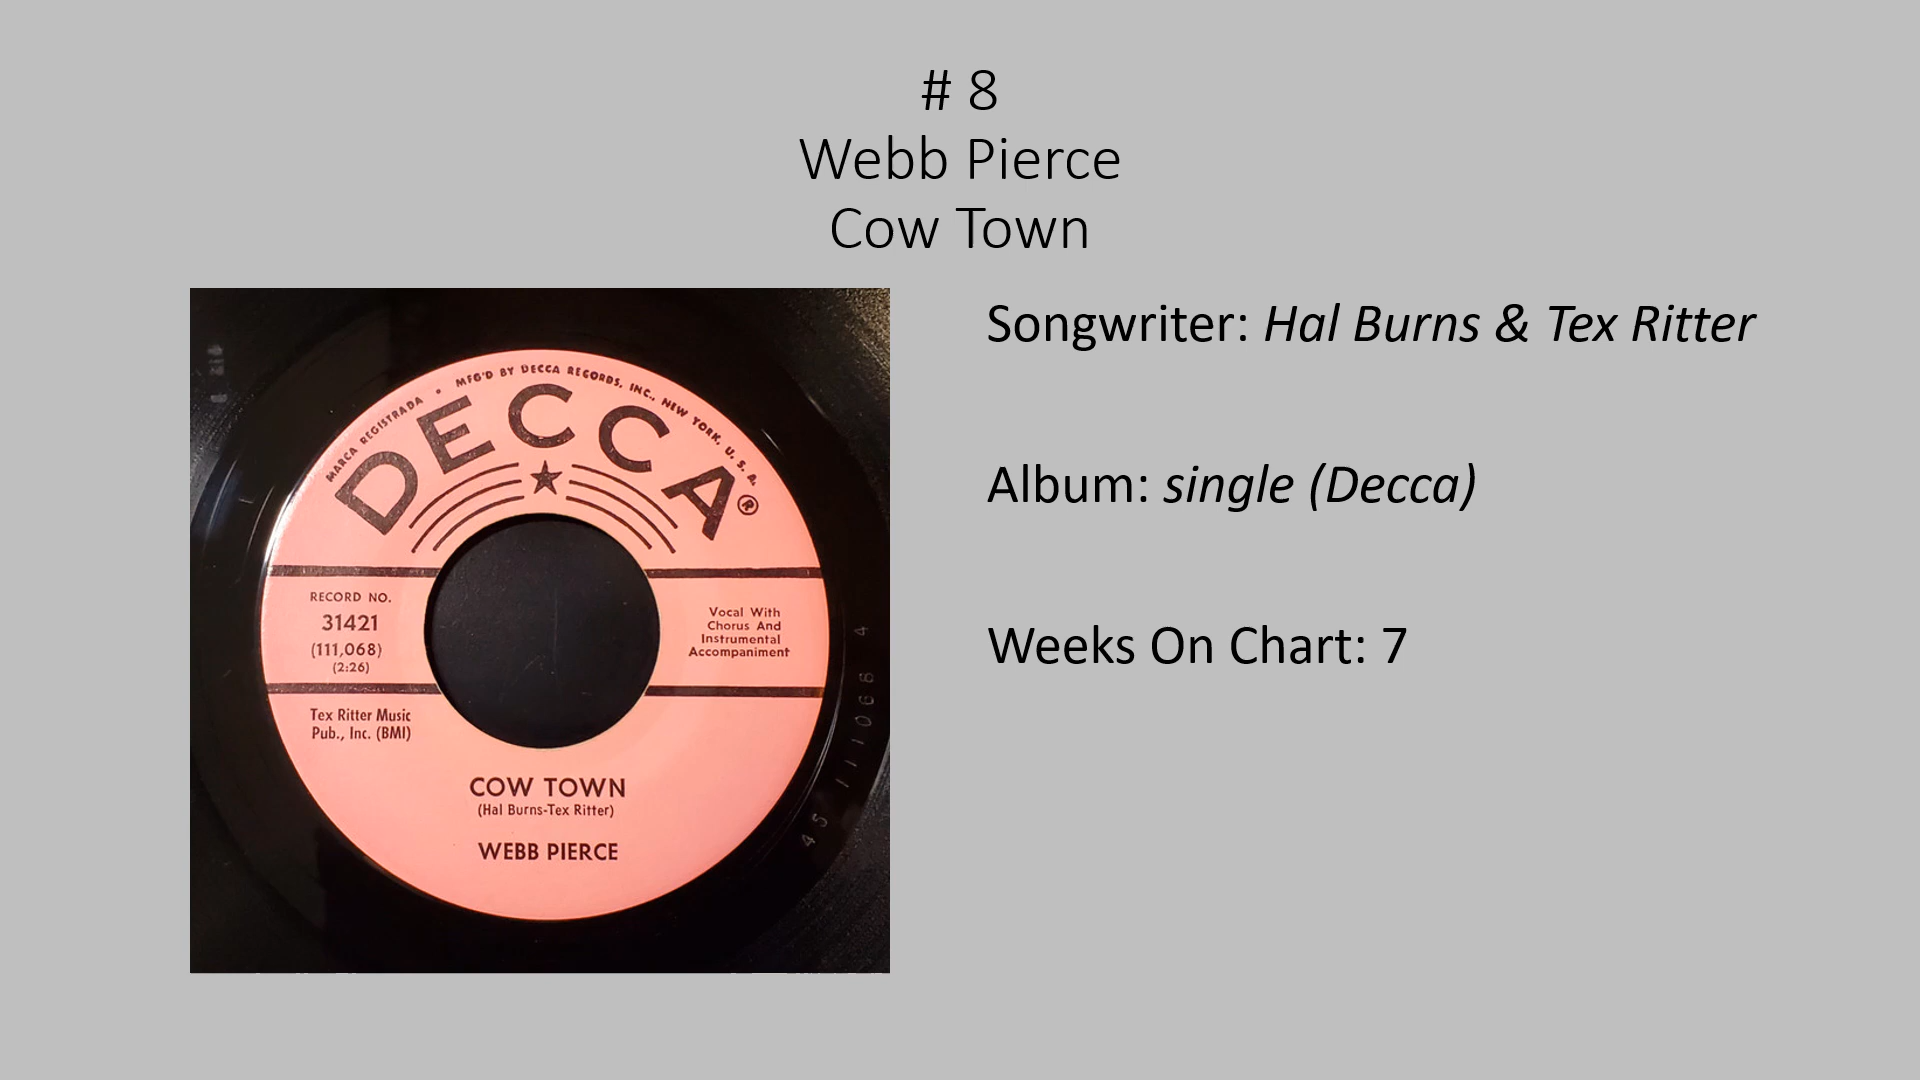 # 8
Webb Pierce
Cow Town
Songwriter: Hal Burns & Tex Ritter
Album: single (Decca)
Weeks On Chart: 7
MARCA REGISTRADA • MFG'D BY DECCA RECORDS, INC., NEW YORK, U. S. A.
DECCA®
RECORD NO.
31421
(111,068)
(2:26)
Vocal With
Chorus And
Instrumental
Accompaniment
Tex Ritter Music
Pub., Inc. (BMI)
COW TOWN
(Hal Burns-Tex Ritter)
WEBB PIERCE
45 111068 4